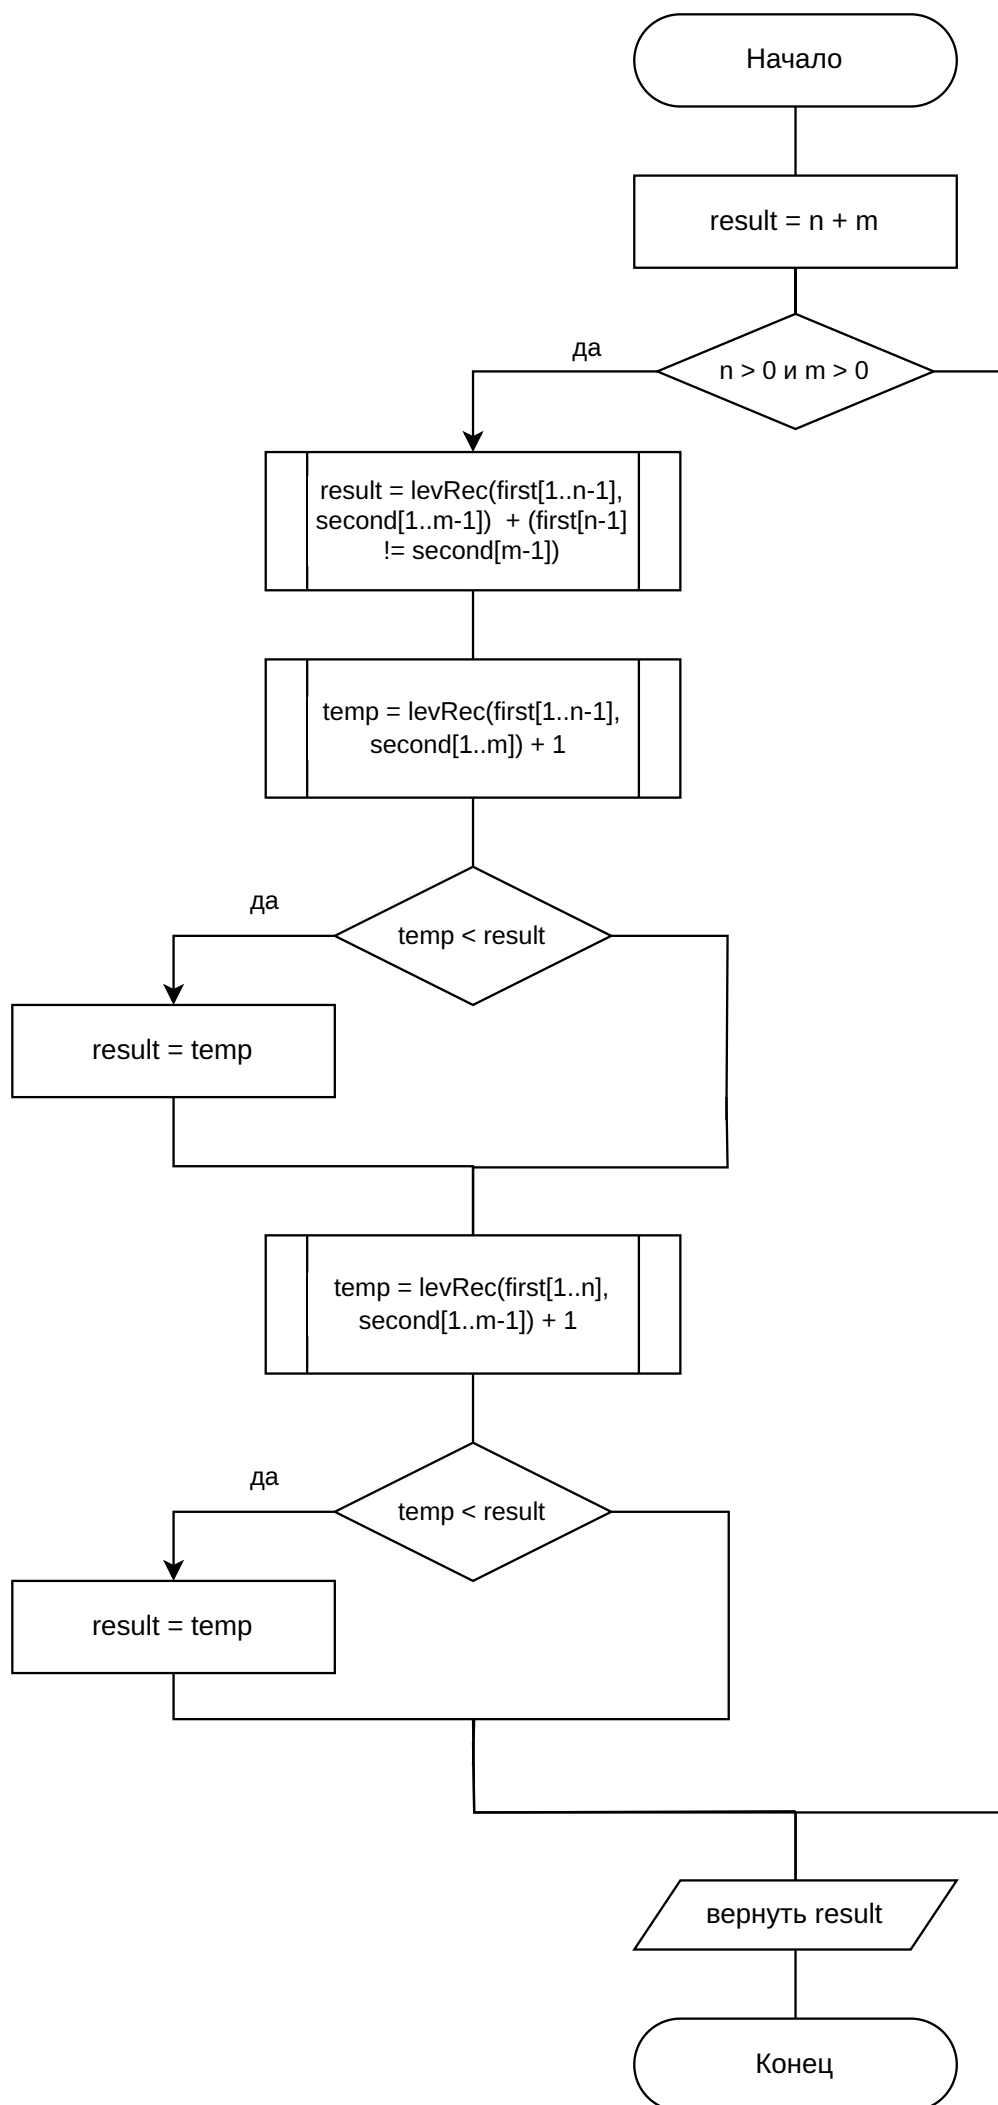 Начало
result = n + m
да
n > 0 и m > 0
result = levRec(first[1..n-1],
second[1..m-1])  + (first[n-1]
!= second[m-1])
temp = levRec(first[1..n-1],
second[1..m]) + 1
да
temp < result
result = temp
temp = levRec(first[1..n],
second[1..m-1]) + 1
да
temp < result
result = temp
вернуть result
Конец